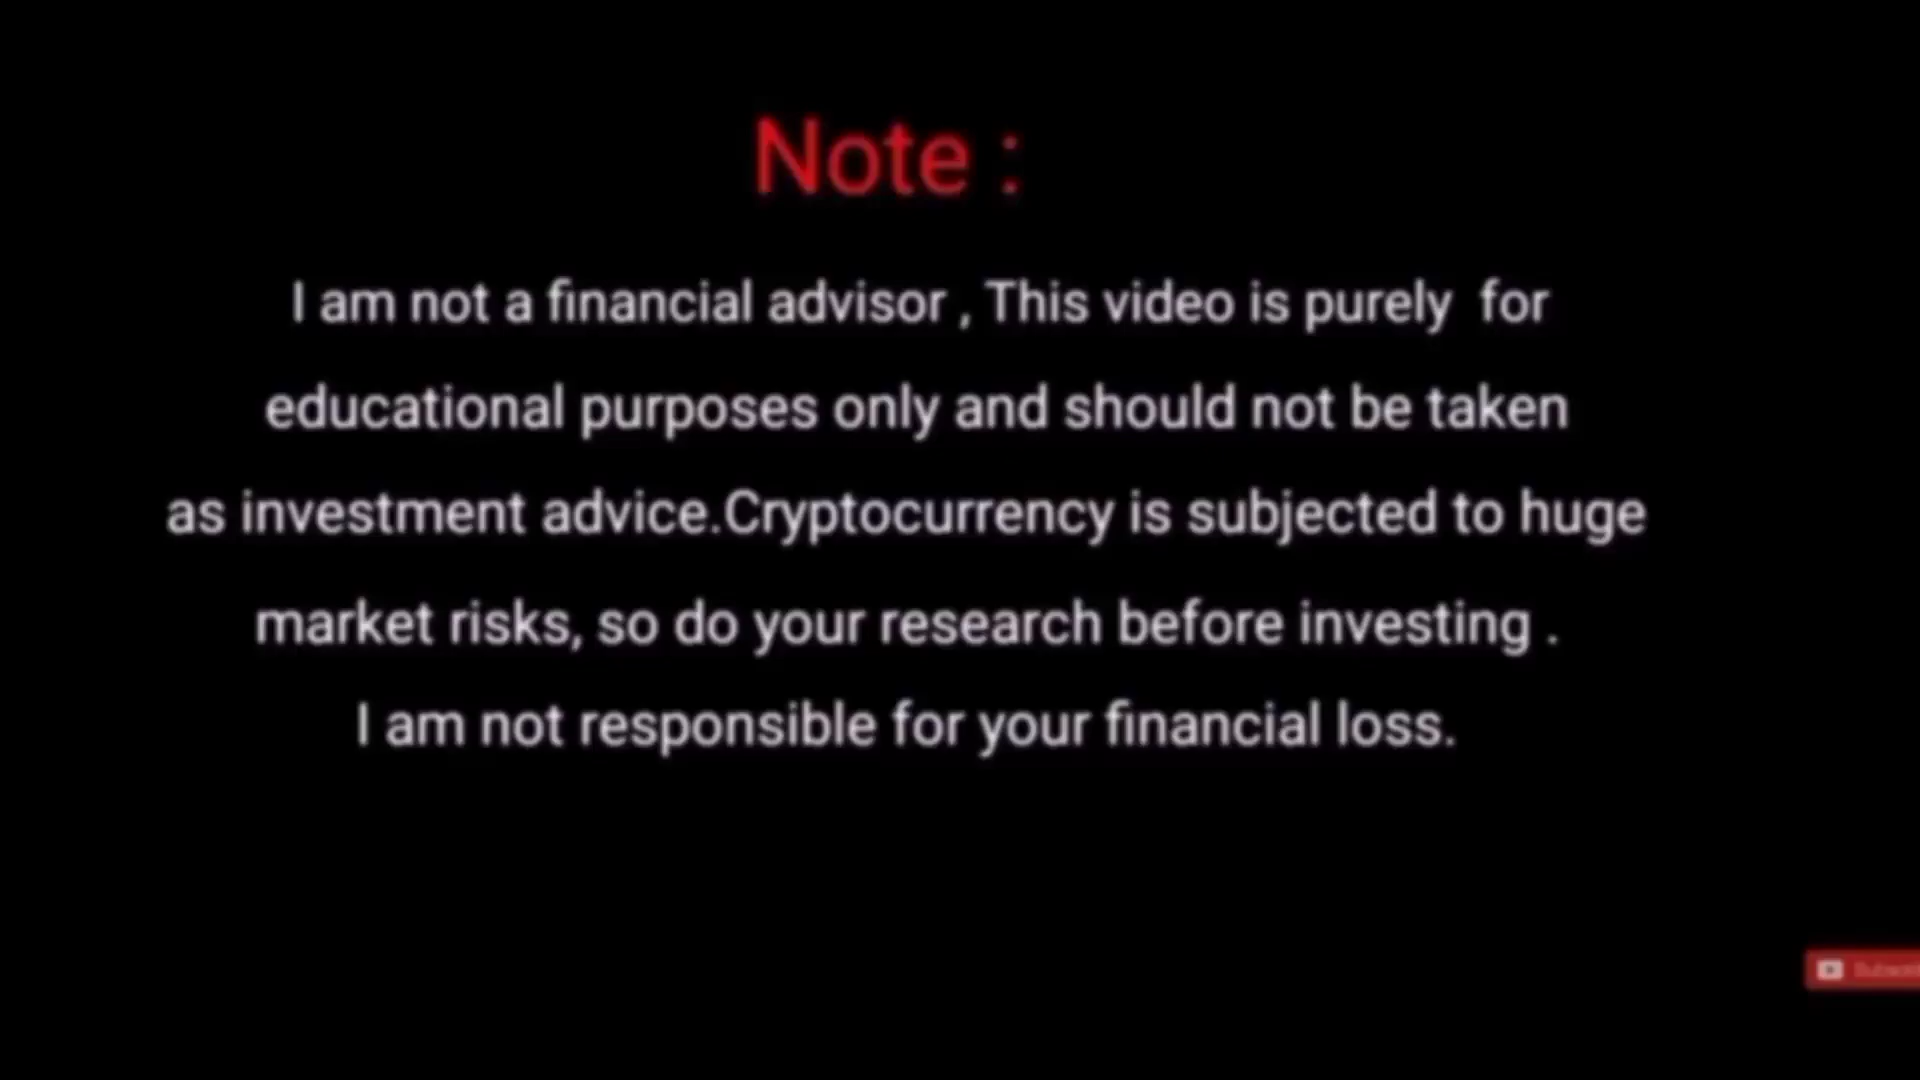 Note :
I am not a financial advisor , This video is purely  for
educational purposes only and should not be taken
as investment advice.Cryptocurrency is subjected to huge
market risks, so do your research before investing .
I am not responsible for your financial loss.